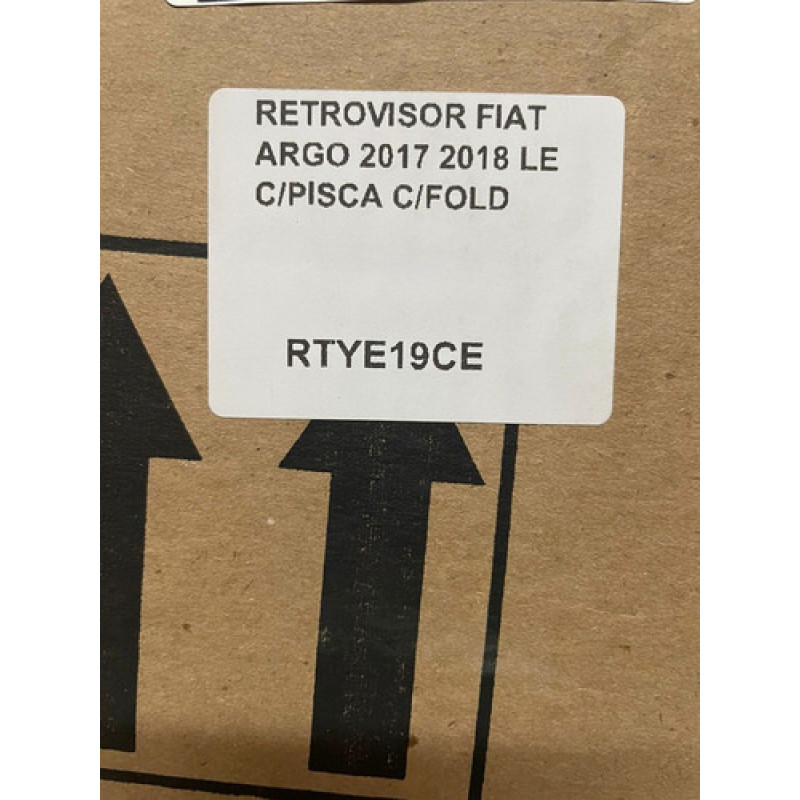 RETROVISOR FIAT
ARGO 2017 2018 LE
C/PISCA C/FOLD
RTYE19CE